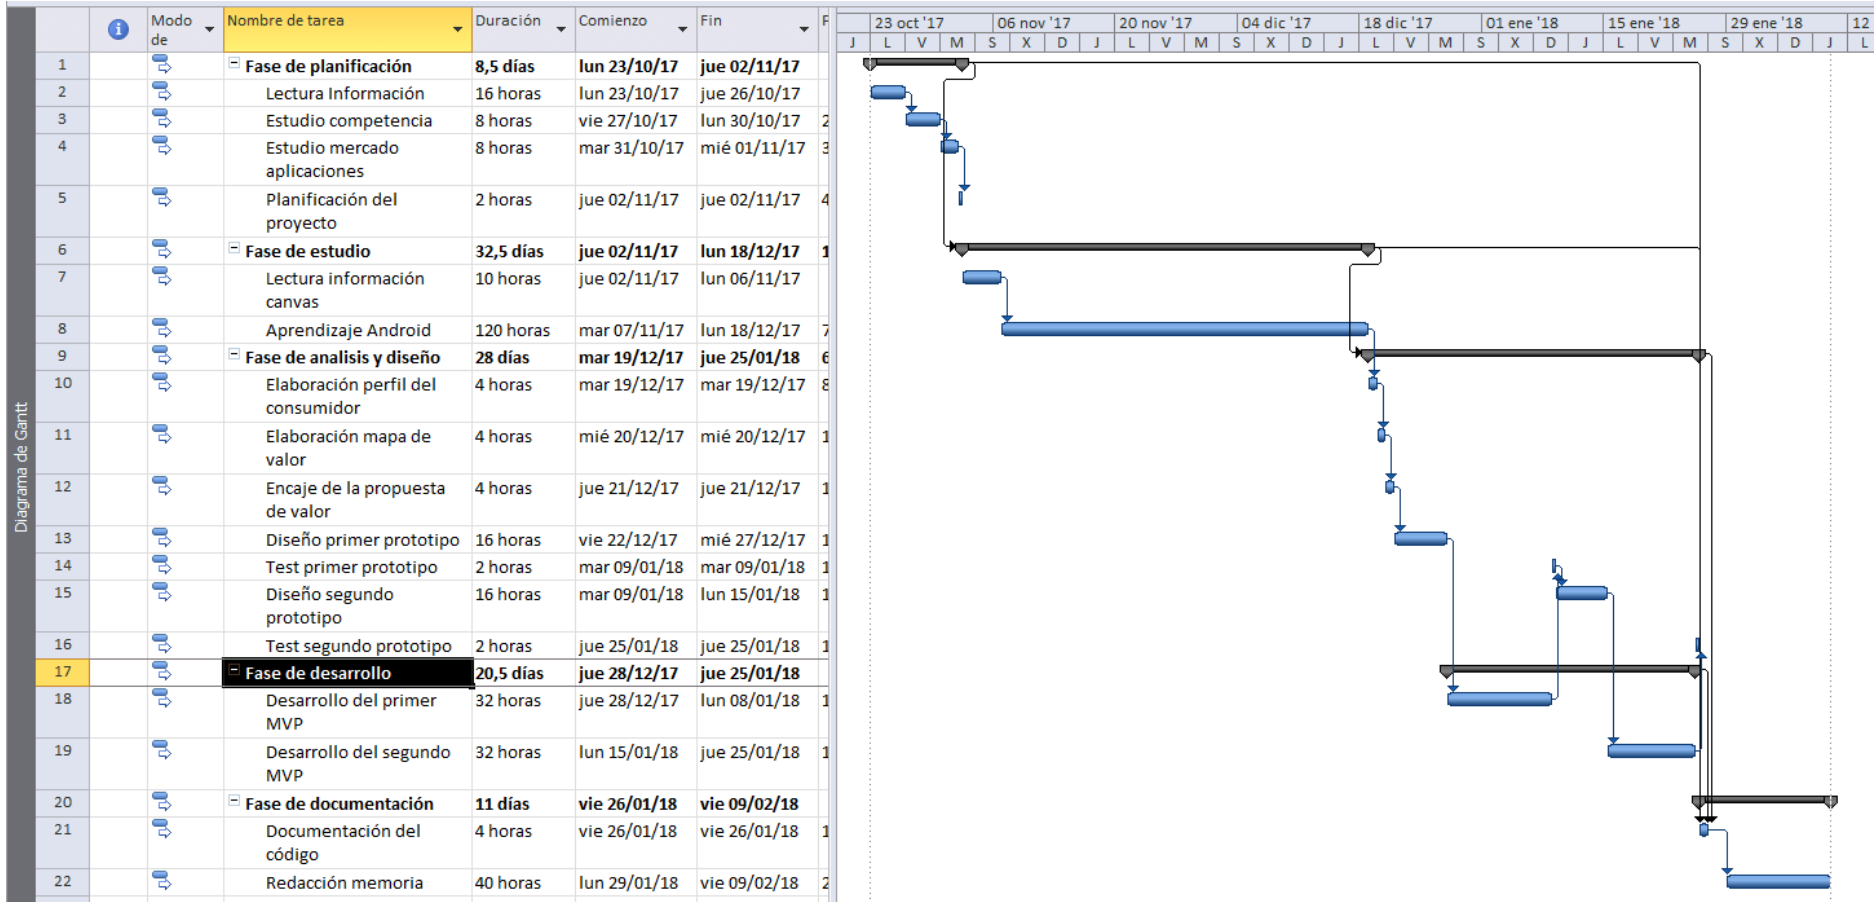 Modo de
Nombre de tarea
Duración
Comienzo
Fin
23 oct '17
06 nov '17
20 nov '17
04 dic '17
18 dic '17
01 ene '18
15 ene '18
29 ene '18
12
J L V M S X D J L V M S X D J L V M S X D J L V M S X D J L
1 Fase de planificación 8,5 días lun 23/10/17 jue 02/11/17
2 Lectura Información 16 horas lun 23/10/17 jue 26/10/17
3 Estudio competencia 8 horas vie 27/10/17 lun 30/10/17 2
4 Estudio mercado 8 horas mar 31/10/17 mié 01/11/17 3
aplicaciones
5 Planificación del 2 horas jue 02/11/17 jue 02/11/17 4
proyecto
6 Fase de estudio 32,5 días jue 02/11/17 lun 18/12/17 1
7 Lectura información 10 horas jue 02/11/17 lun 06/11/17
canvas
8 Aprendizaje Android 120 horas mar 07/11/17 lun 18/12/17 7
9 Fase de analisis y diseño 28 días mar 19/12/17 jue 25/01/18 6
10 Elaboración perfil del 4 horas mar 19/12/17 mar 19/12/17 8
consumidor
11 Elaboración mapa de 4 horas mié 20/12/17 mié 20/12/17 1
valor
12 Encaje de la propuesta 4 horas jue 21/12/17 jue 21/12/17 1
de valor
13 Diseño primer prototipo 16 horas vie 22/12/17 mié 27/12/17 1
14 Test primer prototipo 2 horas mar 09/01/18 mar 09/01/18 1
15 Diseño segundo 16 horas mar 09/01/18 lun 15/01/18 1
prototipo
16 Test segundo prototipo 2 horas jue 25/01/18 jue 25/01/18 1
17 Fase de desarrollo 20,5 días jue 28/12/17 jue 25/01/18
18 Desarrollo del primer 32 horas jue 28/12/17 lun 08/01/18 1
MVP
19 Desarrollo del segundo 32 horas lun 15/01/18 jue 25/01/18 1
MVP
20 Fase de documentación 11 días vie 26/01/18 vie 09/02/18
21 Documentación del 4 horas vie 26/01/18 vie 26/01/18 1
código
22 Redacción memoria 40 horas lun 29/01/18 vie 09/02/18 2
Diagrama de Gantt